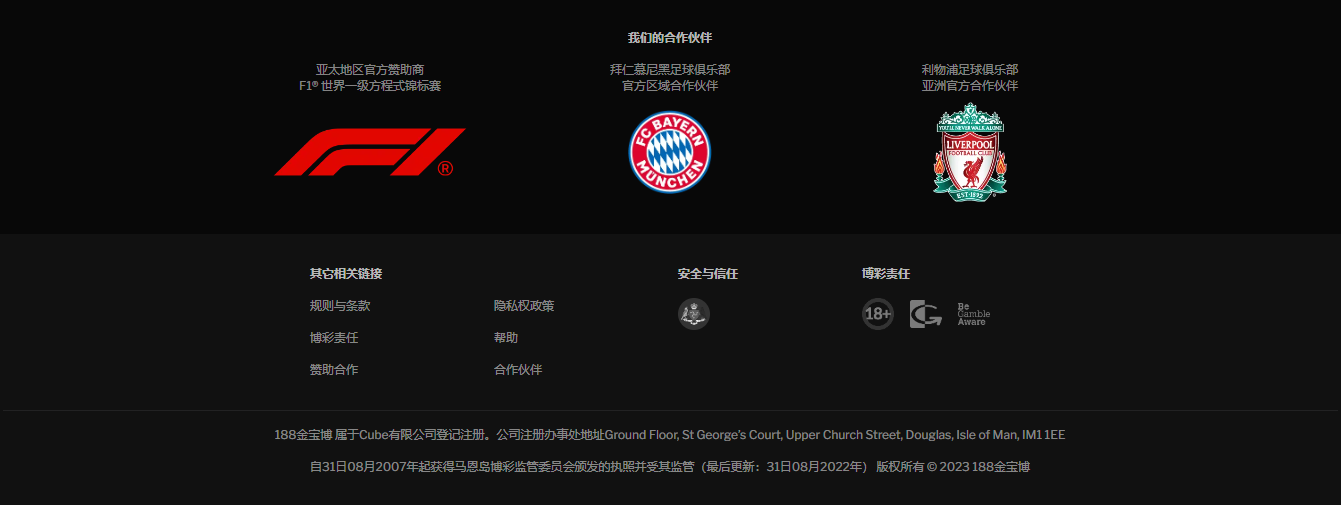 我们的合作伙伴
亚太地区官方赞助商
F1® 世界一级方程式锦标赛
拜仁慕尼黑足球俱乐部
官方区域合作伙伴
利物浦足球俱乐部
亚洲官方合作伙伴
®
FC BAYERN
MÜNCHEN
YOU'LL NEVER WALK ALONE
LIVERPOOL
FOOTBALL CLUB
EST·1892
其它相关链接
规则与条款
隐私权政策
博彩责任
帮助
赞助合作
合作伙伴
安全与信任
博彩责任
18+
G
Be
Gamble
Aware
188金宝博 属于Cube有限公司登记注册。公司注册办事处地址Ground Floor, St George's Court, Upper Church Street, Douglas, Isle of Man, IM1 1EE
自31日08月2007年起获得马恩岛博彩监管委员会颁发的执照并受其监管（最后更新：31日08月2022年） 版权所有 © 2023 188金宝博